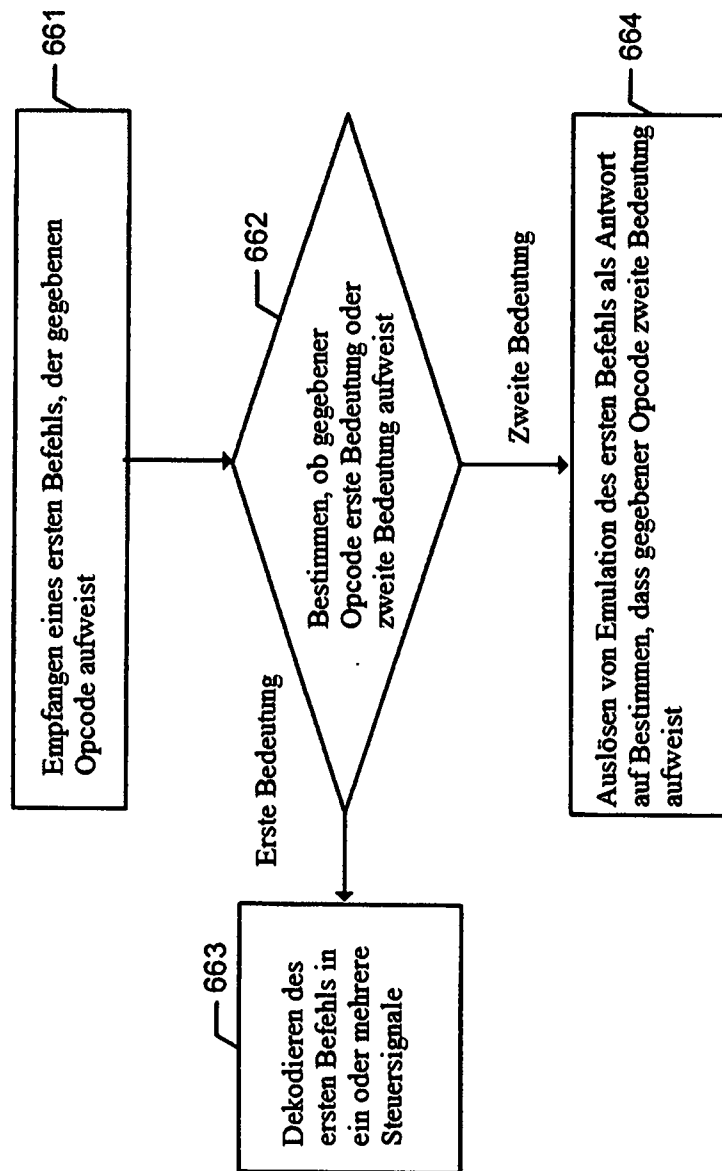 661
Empfangen eines ersten Befehls, der gegebenen
Opcode aufweist
662
Bestimmen, ob gegebener
Opcode erste Bedeutung oder
zweite Bedeutung aufweist
Erste Bedeutung
Zweite Bedeutung
663
Dekodieren des
ersten Befehls in
ein oder mehrere
Steuersignale
664
Auslösen von Emulation des ersten Befehls als Antwort
auf Bestimmen, dass gegebener Opcode zweite Bedeutung
aufweist